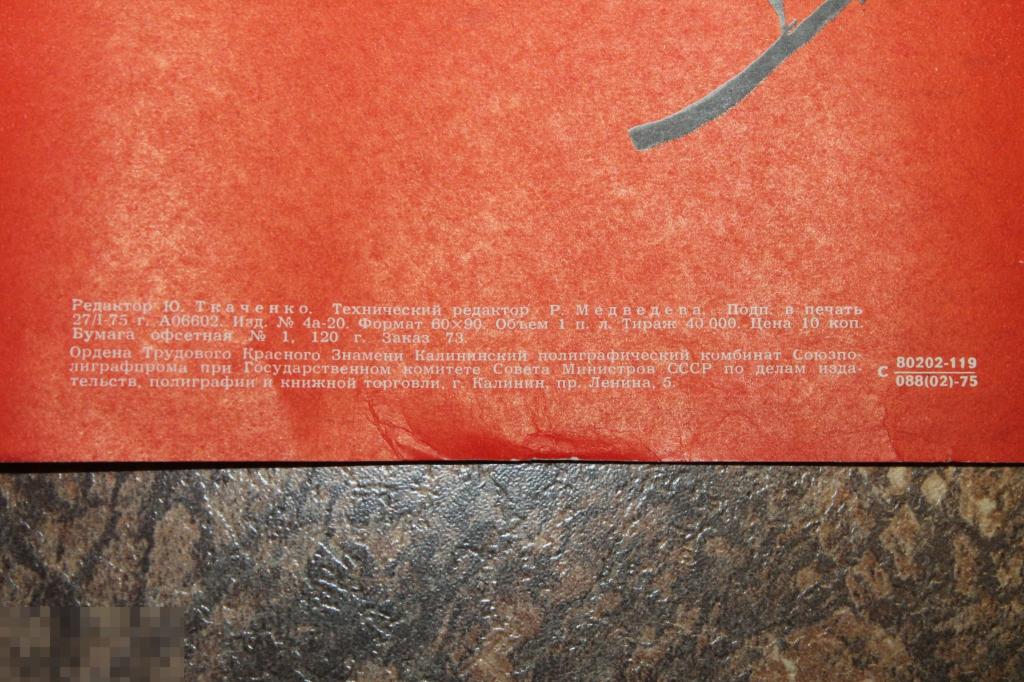 Редактор Ю. Ткаченко. Технический редактор Р. Медведева. Подп. в печать
27/I-75 г. А06602. Изд. № 4а-20. Формат 60×90. Объем 1 п. л. Тираж 40 000. Цена 10 коп.
Бумага офсетная № 1, 120 г. Заказ 73.
Ордена Трудового Красного Знамени Калининский полиграфический комбинат Союзпо-
лиграфпрома при Государственном комитете Совета Министров СССР по делам изда-
тельств, полиграфии и книжной торговли, г. Калинин, пр. Ленина, 5.
С 80202-119
088(02)-75